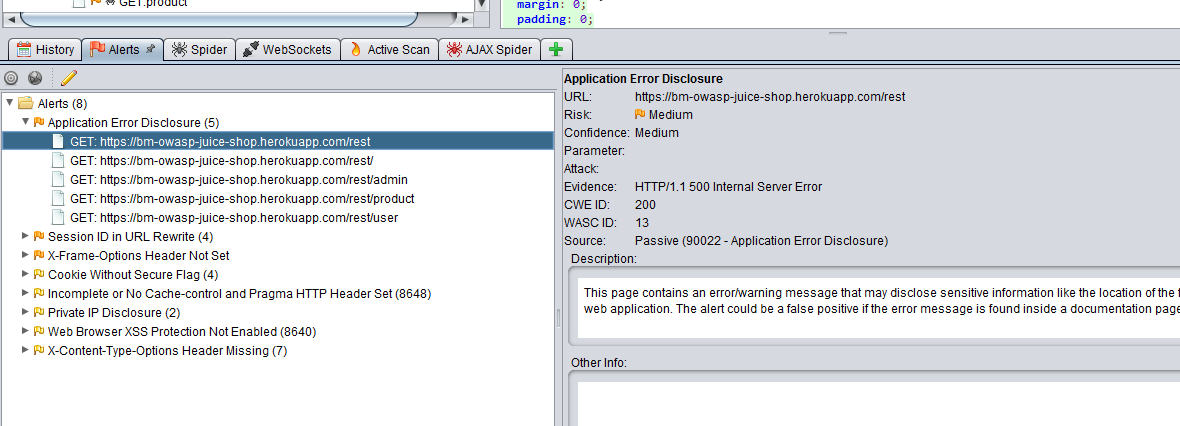 GET:product
margin: 0;
padding: 0;
History Alerts Spider WebSockets Active Scan AJAX Spider
Alerts (8)
Application Error Disclosure (5)
GET: https://bm-owasp-juice-shop.herokuapp.com/rest
GET: https://bm-owasp-juice-shop.herokuapp.com/rest/
GET: https://bm-owasp-juice-shop.herokuapp.com/rest/admin
GET: https://bm-owasp-juice-shop.herokuapp.com/rest/product
GET: https://bm-owasp-juice-shop.herokuapp.com/rest/user
Session ID in URL Rewrite (4)
X-Frame-Options Header Not Set
Cookie Without Secure Flag (4)
Incomplete or No Cache-control and Pragma HTTP Header Set (8648)
Private IP Disclosure (2)
Web Browser XSS Protection Not Enabled (8640)
X-Content-Type-Options Header Missing (7)
Application Error Disclosure
URL: https://bm-owasp-juice-shop.herokuapp.com/rest
Risk: Medium
Confidence: Medium
Parameter:
Attack:
Evidence: HTTP/1.1 500 Internal Server Error
CWE ID: 200
WASC ID: 13
Source: Passive (90022 - Application Error Disclosure)
Description:
This page contains an error/warning message that may disclose sensitive information like the location of the
web application. The alert could be a false positive if the error message is found inside a documentation page
Other Info: